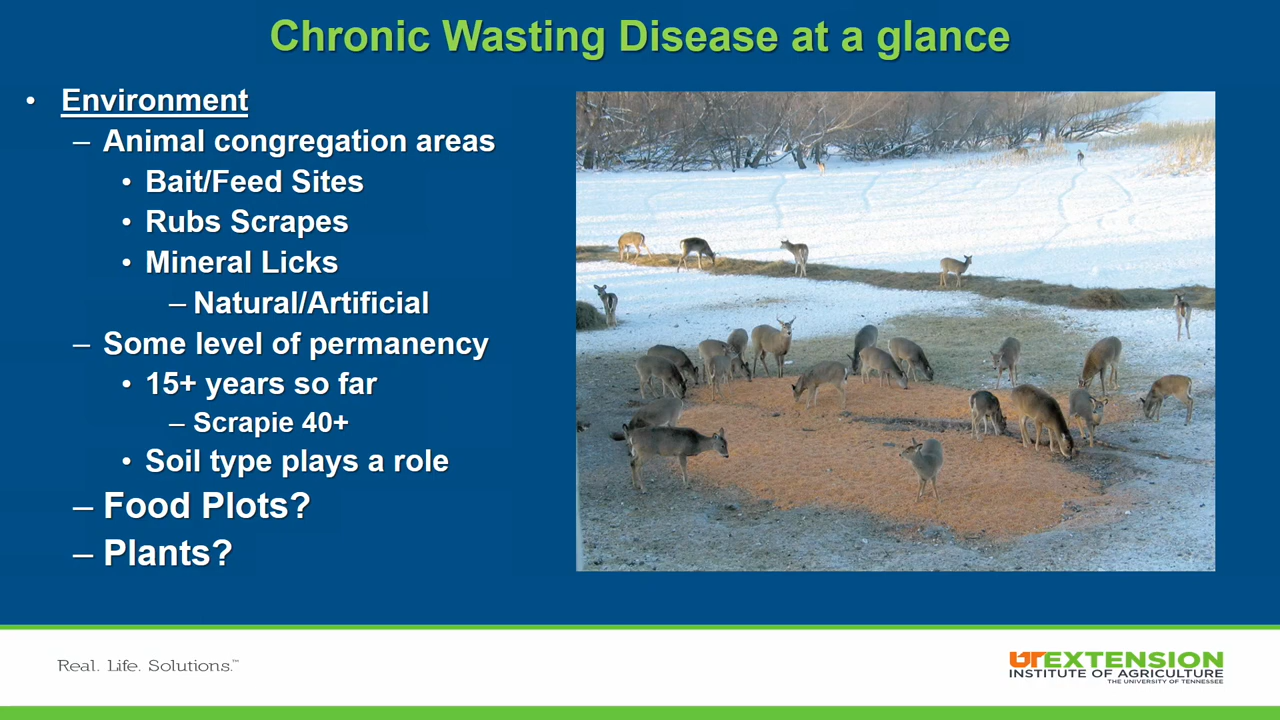 Chronic Wasting Disease at a glance
• Environment
– Animal congregation areas
• Bait/Feed Sites
• Rubs Scrapes
• Mineral Licks
– Natural/Artificial
– Some level of permanency
• 15+ years so far
– Scrapie 40+
• Soil type plays a role
– Food Plots?
– Plants?
Real. Life. Solutions.™
UT EXTENSION
INSTITUTE OF AGRICULTURE
THE UNIVERSITY OF TENNESSEE